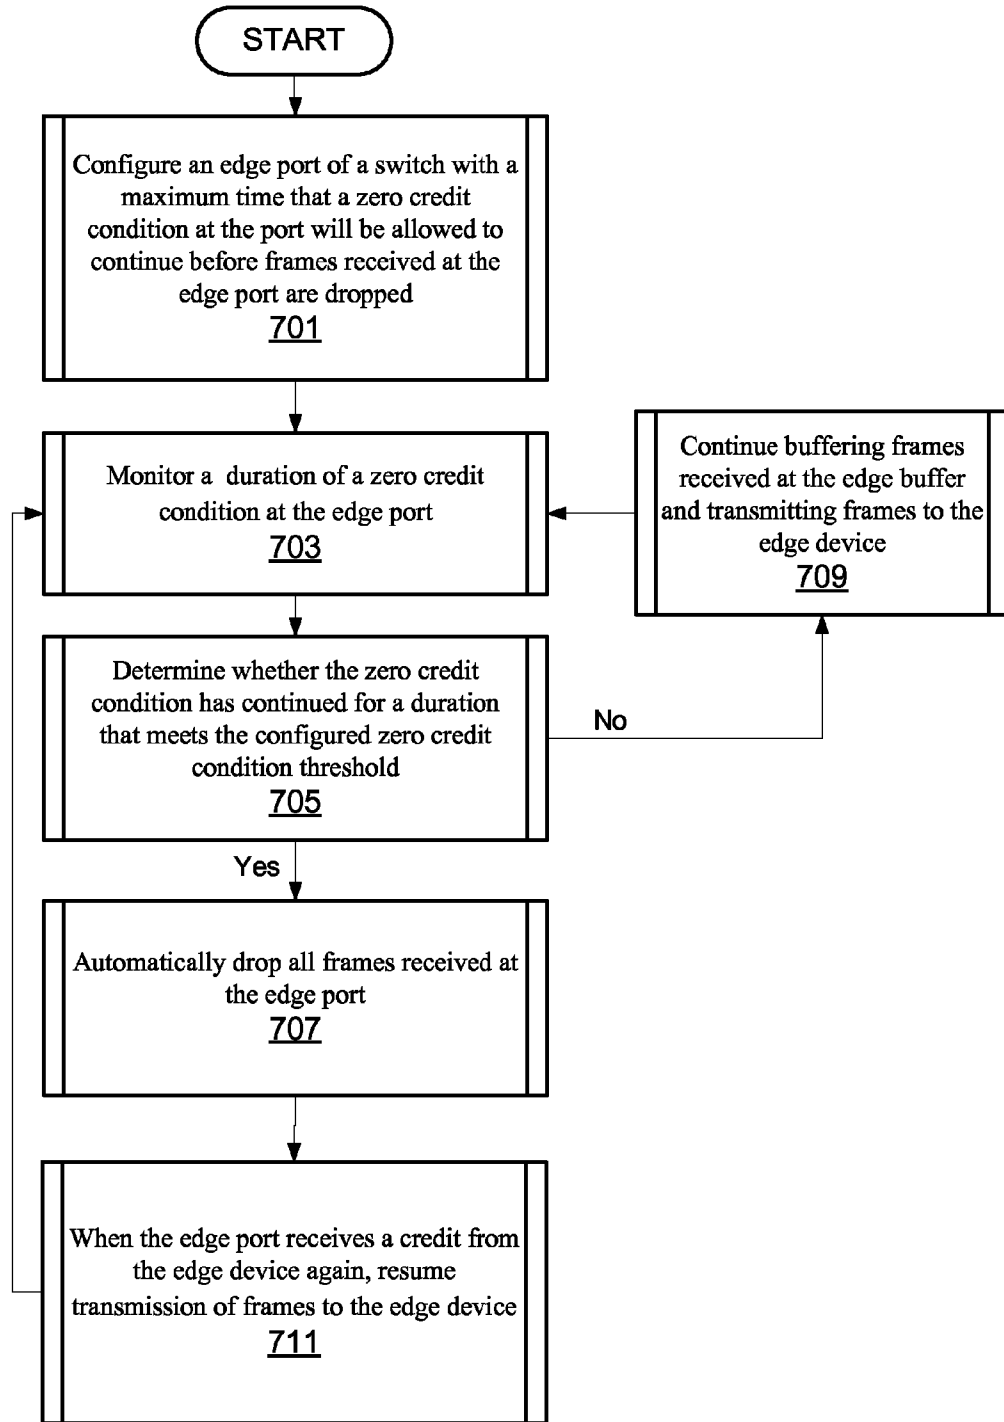 START
Configure an edge port of a switch with a
maximum time that a zero credit
condition at the port will be allowed to
continue before frames received at the
edge port are dropped
701
Monitor a duration of a zero credit
condition at the edge port
703
Continue buffering frames
received at the edge buffer
and transmitting frames to the
edge device
709
Determine whether the zero credit
condition has continued for a duration
that meets the configured zero credit
condition threshold
705
No
Yes
Automatically drop all frames received at
the edge port
707
When the edge port receives a credit from
the edge device again, resume
transmission of frames to the edge device
711